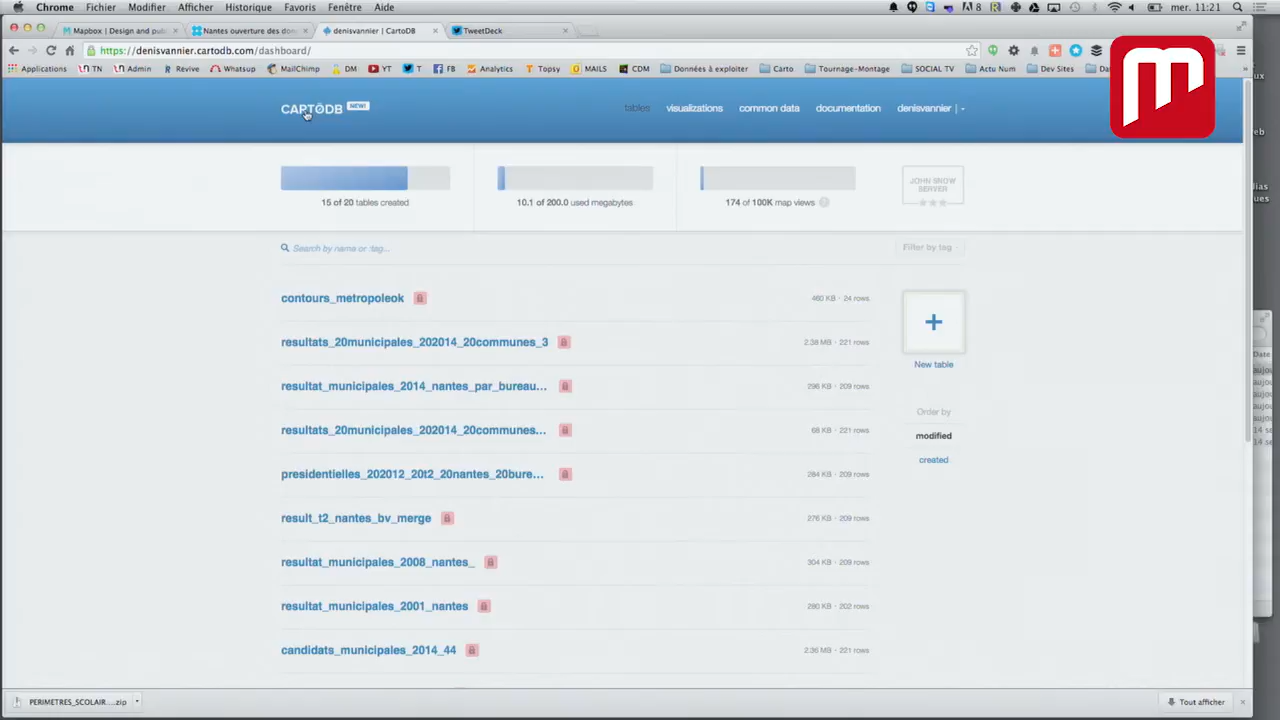 Chrome Fichier Modifier Afficher Historique Favoris Fenêtre Aide
8
mer. 11:21
Mapbox | Design and pub
Nantes ouverture des don
denisvannier | CartoDB
TweetDeck
https://denisvannier.cartodb.com/dashboard/
Applications TN Admin Revive Whatsup MailChimp DM YT T FB Analytics Topsy MAILS CDM Données à exploiter Carto Tournage-Montage SOCIAL TV Actu Num Dev Sites
CARTODB NEW!
tables visualizations common data documentation denisvannier
15 of 20 tables created
10.1 of 200.0 used megabytes
174 of 100K map views
JOHN SNOW
SERVER
Search by name or tag...
Filter by tag
contours_metropoleok
460 KB · 24 rows
resultats_20municipales_202014_20communes_3
2.38 MB · 221 rows
New table
resultat_municipales_2014_nantes_par_bureau...
296 KB · 209 rows
Order by
modified
created
resultats_20municipales_202014_20communes...
68 KB · 221 rows
presidentielles_202012_20t2_20nantes_20bure...
284 KB · 209 rows
result_t2_nantes_bv_merge
276 KB · 209 rows
resultat_municipales_2008_nantes_
304 KB · 209 rows
resultat_municipales_2001_nantes
280 KB · 202 rows
candidats_municipales_2014_44
2.36 MB · 221 rows
PERIMETRES_SCOLAIR....zip
Tout afficher